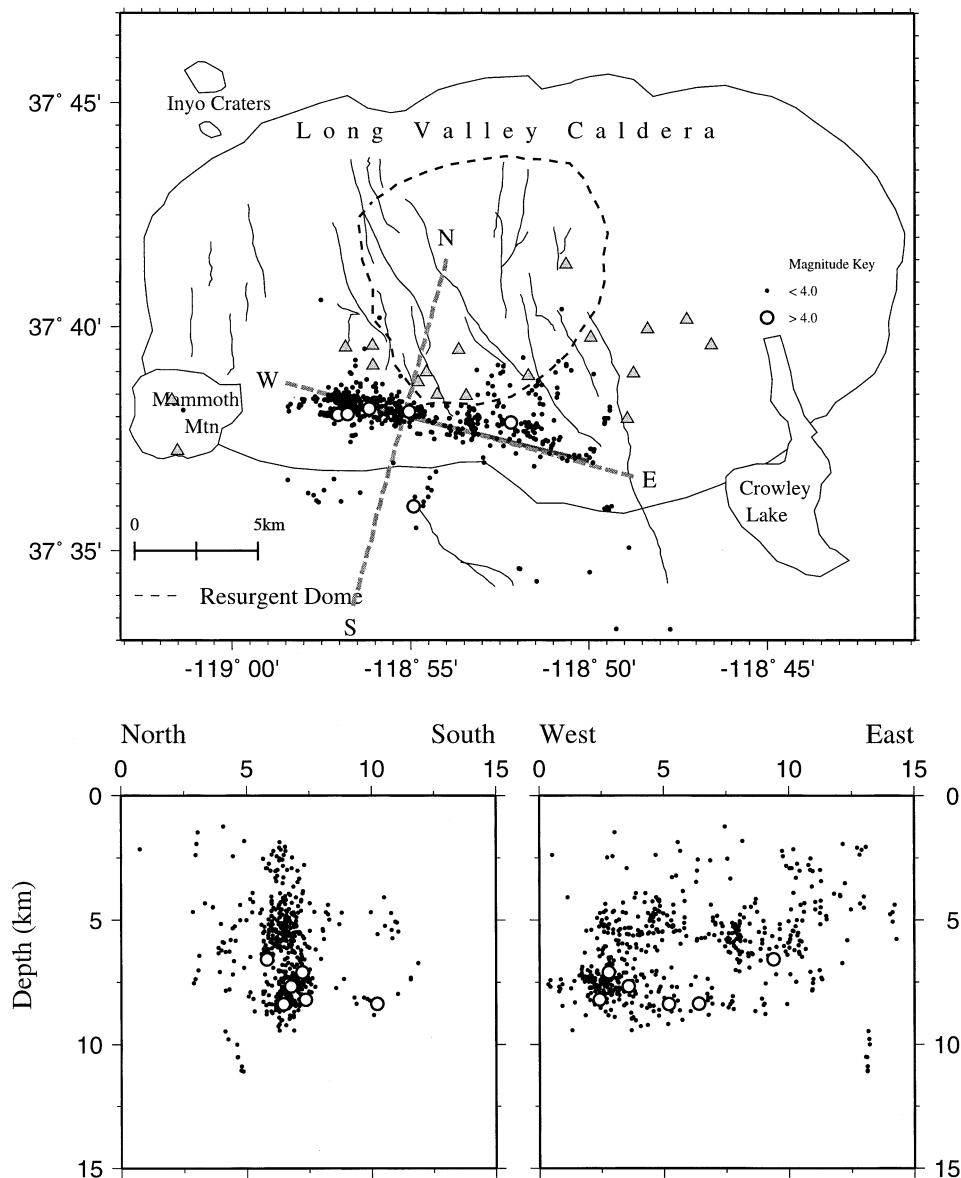 37° 45'
Inyo Craters
Long Valley Caldera
N
Magnitude Key
< 4.0
> 4.0
37° 40'
W
Mammoth
Mtn
E
Crowley
Lake
0 5km
37° 35'
Resurgent Dome
S
-119° 00' -118° 55' -118° 50' -118° 45'
North South West East
0 5 10 15 0 5 10 15
0 0
5 5
Depth (km)
10 10
15 15